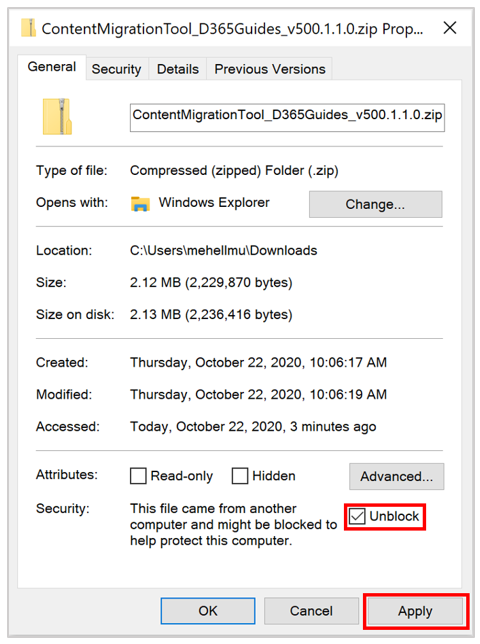 ContentMigrationTool_D365Guides_v500.1.1.0.zip Prop...
General Security Details Previous Versions
ContentMigrationTool_D365Guides_v500.1.1.0.zip
Type of file: Compressed (zipped) Folder (.zip)
Opens with: Windows Explorer Change...
Location: C:\Users\mehellmu\Downloads
Size: 2.12 MB (2,229,870 bytes)
Size on disk: 2.13 MB (2,236,416 bytes)
Created: Thursday, October 22, 2020, 10:06:17 AM
Modified: Thursday, October 22, 2020, 10:06:19 AM
Accessed: Today, October 22, 2020, 3 minutes ago
Attributes: Read-only Hidden Advanced...
Security: This file came from another
computer and might be blocked to
help protect this computer.
Unblock
OK Cancel Apply